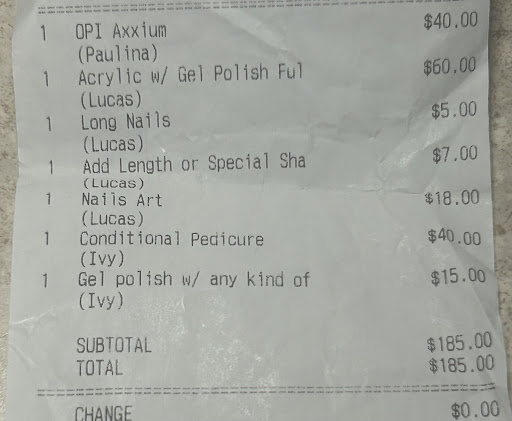 1 OPI Axxium $40.00
(Paulina)
1 Acrylic w/ Gel Polish Ful $60.00
(Lucas)
1 Long Nails $5.00
(Lucas)
1 Add Length or Special Sha $7.00
(Lucas)
1 Nails Art $18.00
(Lucas)
1 Conditional Pedicure $40.00
(Ivy)
1 Gel polish w/ any kind of $15.00
(Ivy)
SUBTOTAL $185.00
TOTAL $185.00
CHANGE $0.00